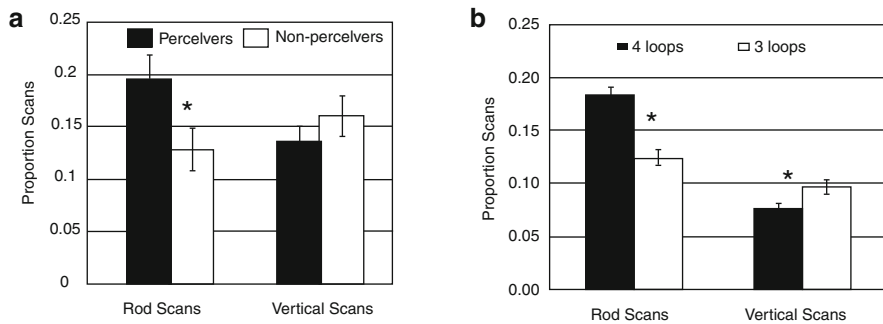 a
0.25
Percelvers
Non-percelvers
0.2
*
0.15
0.1
0.05
0
Proportion Scans
Rod Scans
Vertical Scans
b
0.25
4 loops
3 loops
0.20
*
0.15
*
0.10
0.05
0.00
Proportion Scans
Rod Scans
Vertical Scans